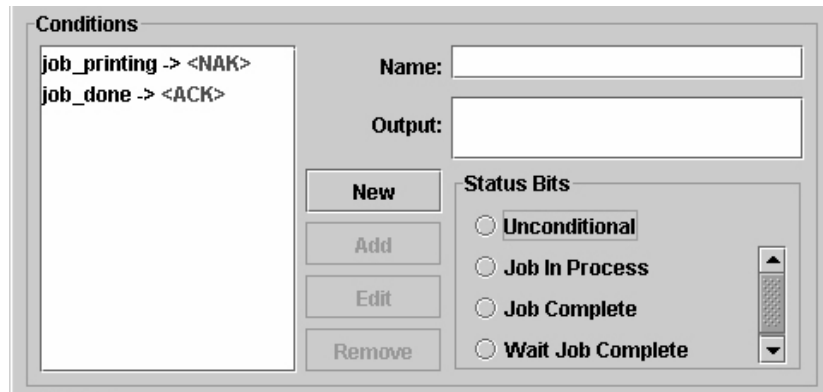 Conditions
job_printing -> <NAK>
job_done -> <ACK>
Name:
Output:
New
Add
Edit
Remove
Status Bits
Unconditional
Job In Process
Job Complete
Wait Job Complete